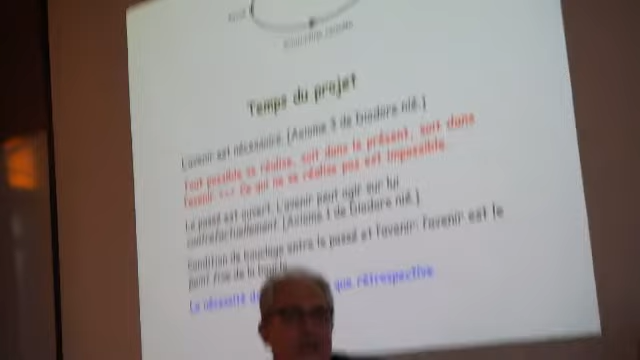 Temps du projet
L'avenir est nécessaire. [Axiome 3 de Diodore nié.]
Tout possible se réalise, soit dans le présent, soit dans
l'avenir. Ce qui ne se réalise pas est impossible.
Le passé est ouvert. L'avenir peut agir sur lui
contrefactuellement. [Axiome 1 de Diodore nié.]
Condition de bouclage entre le passé et l'avenir: l'avenir est le
point fixe de la
La nécessité que rétrospective